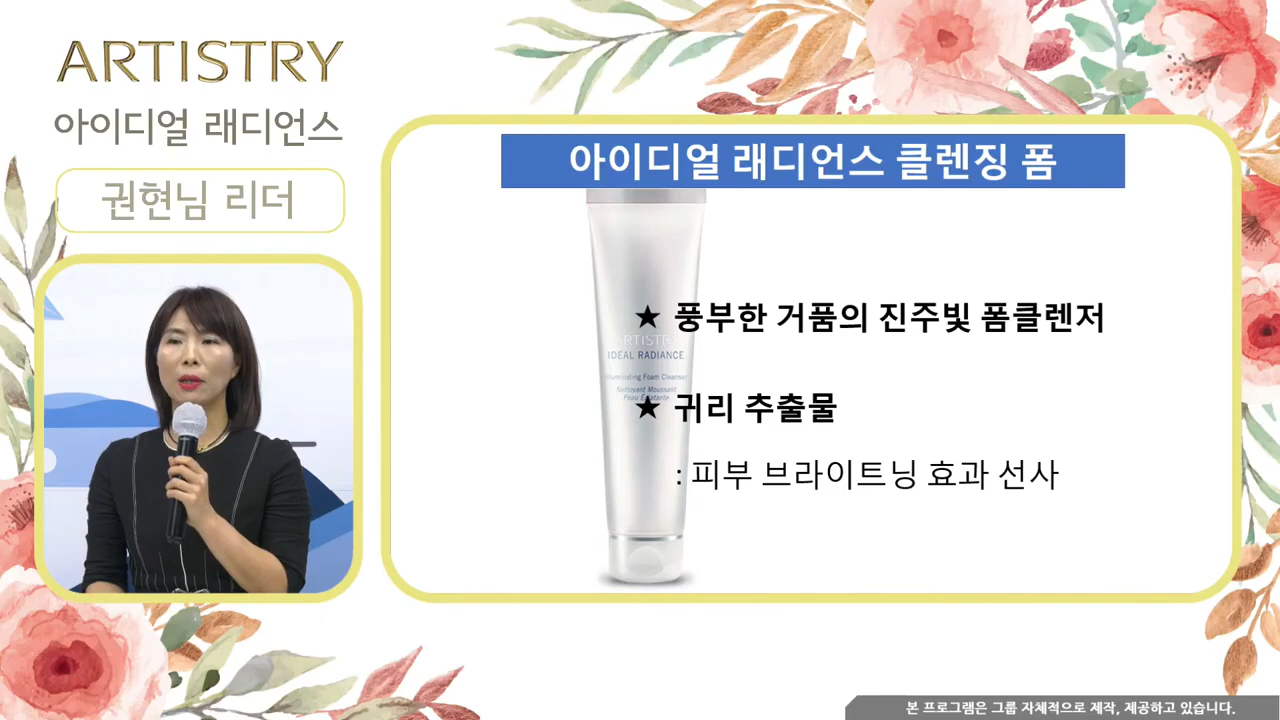 ARTISTRY
아이디얼 래디언스
권현님 리더
아이디얼 래디언스 클렌징 폼
★ 풍부한 거품의 진주빛 폼클렌저
ARTISTRY
IDEAL RADIANCE
Illuminating Foam Cleanser
Nettoyant Moussant
Peau Éclatante
★ 귀리 추출물
: 피부 브라이트닝 효과 선사
본 프로그램은 그룹 자체적으로 제작, 제공하고 있습니다.